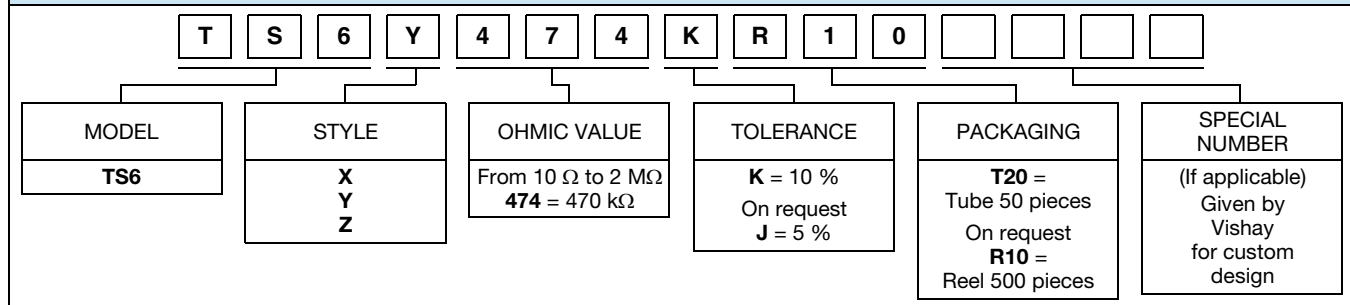 T S 6 Y 4 7 4 K R 1 0
MODEL
TS6
STYLE
X
Y
Z
OHMIC VALUE
From 10 Ω to 2 MΩ
474 = 470 kΩ
TOLERANCE
K = 10 %
On request
J = 5 %
PACKAGING
T20 =
Tube 50 pieces
On request
R10 =
Reel 500 pieces
SPECIAL
NUMBER
(If applicable)
Given by
Vishay
for custom
design